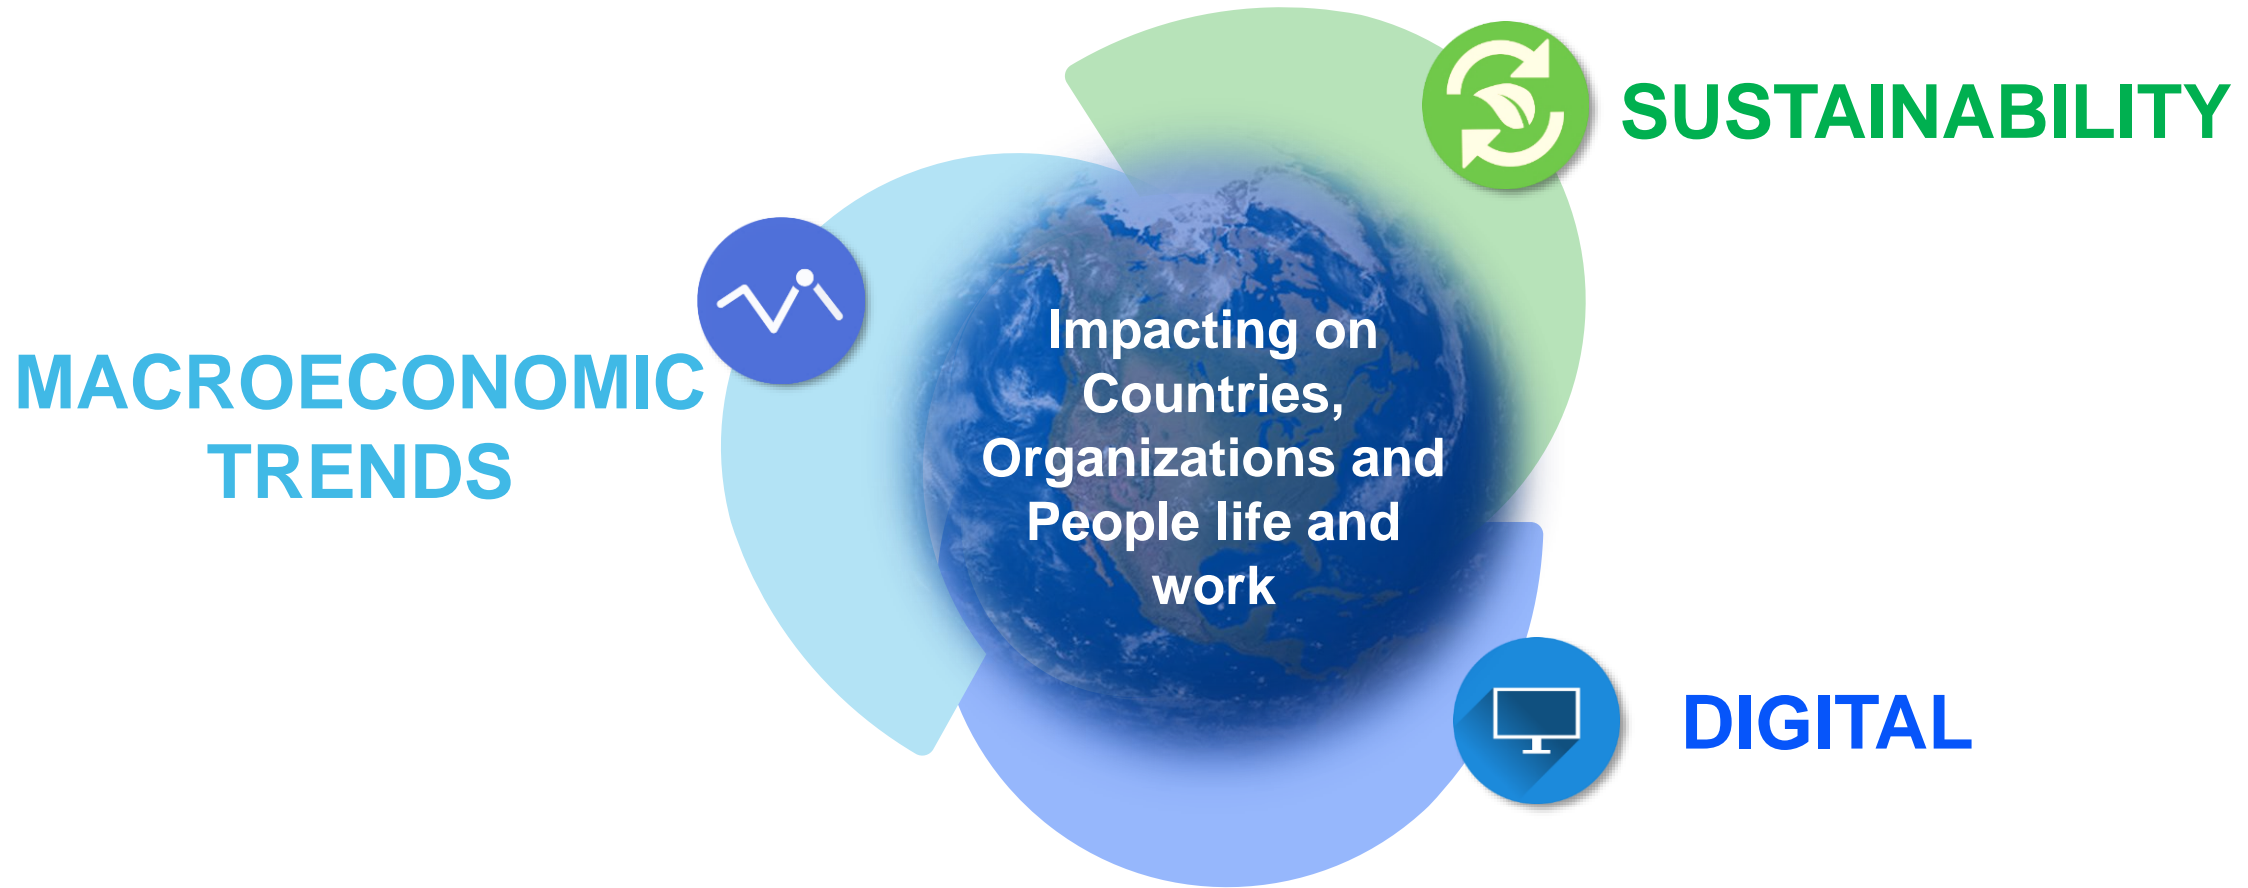 SUSTAINABILITY
MACROECONOMIC
TRENDS
Impacting on
Countries,
Organizations and
People life and
work
DIGITAL